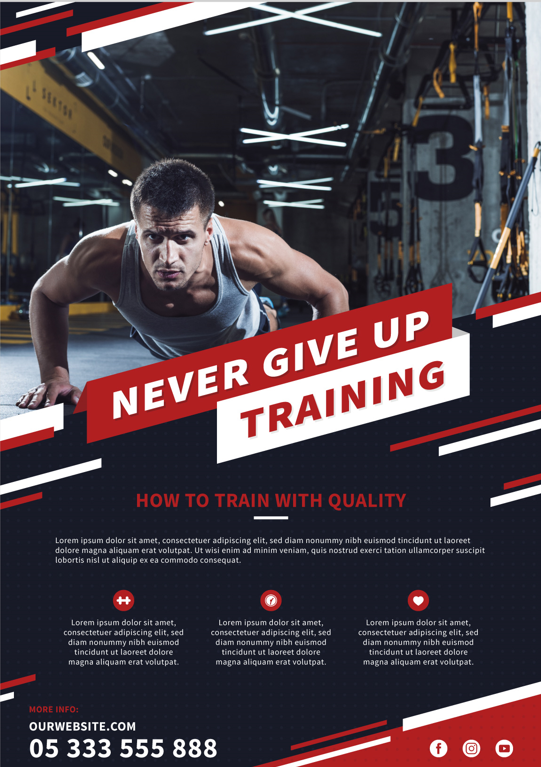 L SEKTOR
3
5
NEVER GIVE UP
TRAINING
HOW TO TRAIN WITH QUALITY
Lorem ipsum dolor sit amet, consectetuer adipiscing elit, sed diam nonummy nibh euismod tincidunt ut laoreet
dolore magna aliquam erat volutpat. Ut wisi enim ad minim veniam, quis nostrud exerci tation ullamcorper suscipit
lobortis nisl ut aliquip ex ea commodo consequat.
Lorem ipsum dolor sit amet,
consectetuer adipiscing elit, sed
diam nonummy nibh euismod
tincidunt ut laoreet dolore
magna aliquam erat volutpat.
Lorem ipsum dolor sit amet,
consectetuer adipiscing elit, sed
diam nonummy nibh euismod
tincidunt ut laoreet dolore
magna aliquam erat volutpat.
Lorem ipsum dolor sit amet,
consectetuer adipiscing elit, sed
diam nonummy nibh euismod
tincidunt ut laoreet dolore
magna aliquam erat volutpat.
MORE INFO:
OURWEBSITE.COM
05 333 555 888